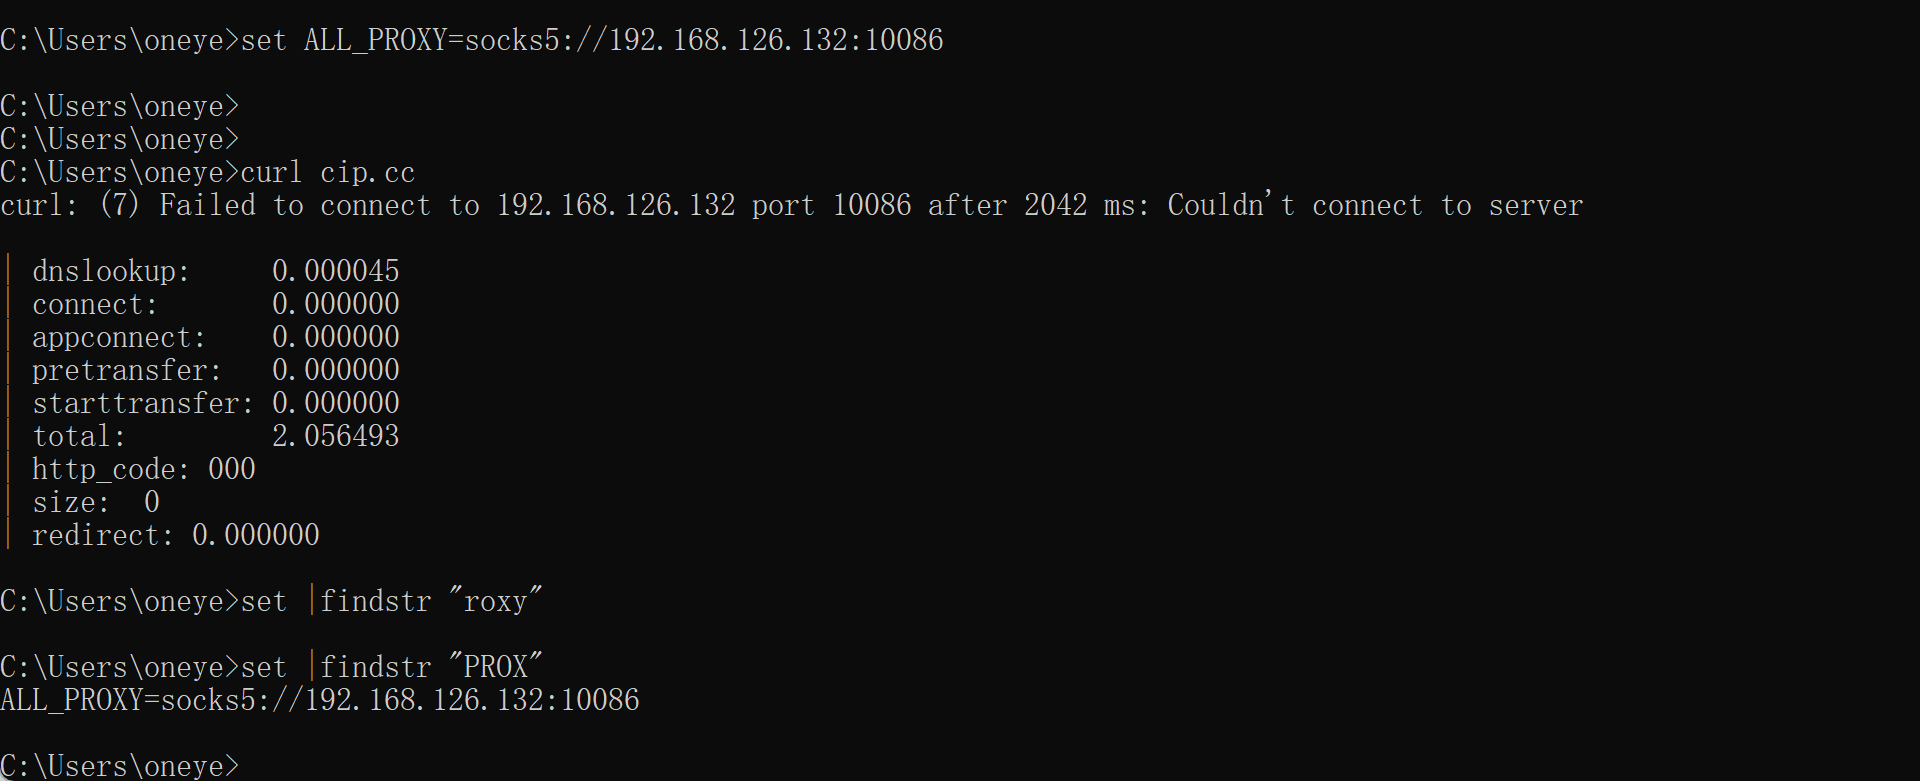 C:\Users\oneye>set ALL_PROXY=socks5://192.168.126.132:10086
C:\Users\oneye>
C:\Users\oneye>
C:\Users\oneye>curl cip.cc
curl: (7) Failed to connect to 192.168.126.132 port 10086 after 2042 ms: Couldn't connect to server
| dnslookup:     0.000045
| connect:       0.000000
| appconnect:    0.000000
| pretransfer:   0.000000
| starttransfer: 0.000000
| total:         2.056493
| http_code: 000
| size:  0
| redirect: 0.000000
C:\Users\oneye>set |findstr "roxy"
C:\Users\oneye>set |findstr "PROX"
ALL_PROXY=socks5://192.168.126.132:10086
C:\Users\oneye>